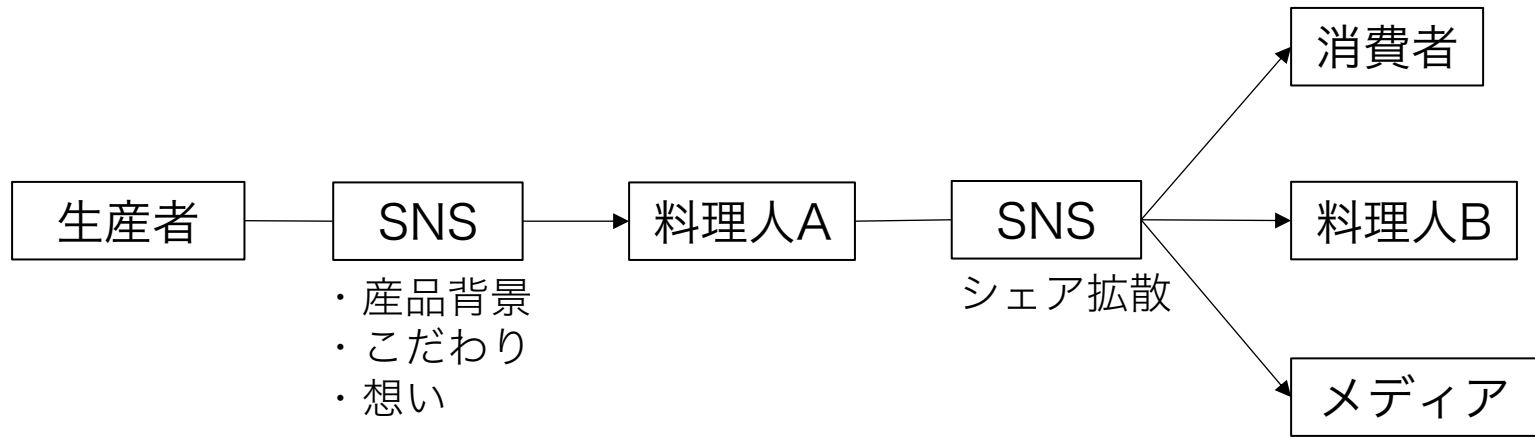 消費者
生産者
SNS
料理人A
SNS
料理人B
・産品背景
・こだわり
・想い
シェア拡散
メディア